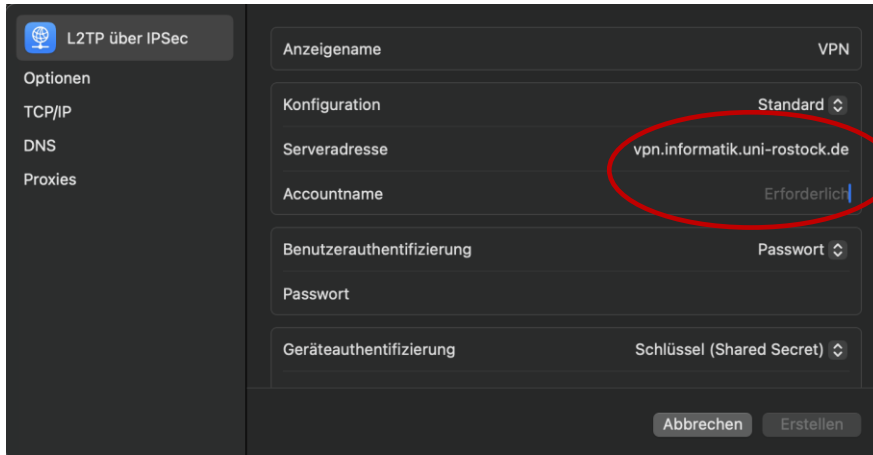 L2TP über IPSec
Optionen
TCP/IP
DNS
Proxies
Anzeigename VPN
Konfiguration Standard
Serveradresse vpn.informatik.uni-rostock.de
Accountname Erforderlich
Benutzerauthentifizierung Passwort
Passwort
Geräteauthentifizierung Schlüssel (Shared Secret)
Abbrechen Erstellen